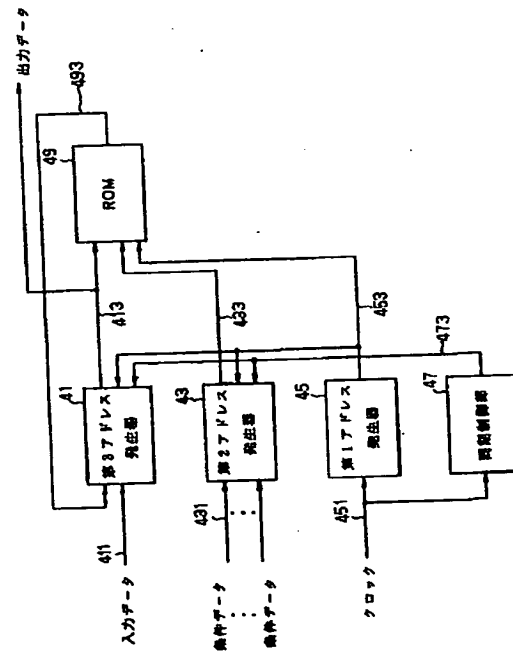 出力データ
493
49
ROM
413
433
453
473
41
第3アドレス
発生器
43
第2アドレス
発生器
45
第1アドレス
発生器
47
同期制御部
411
入力データ
431
条件データ
条件データ
451
クロック